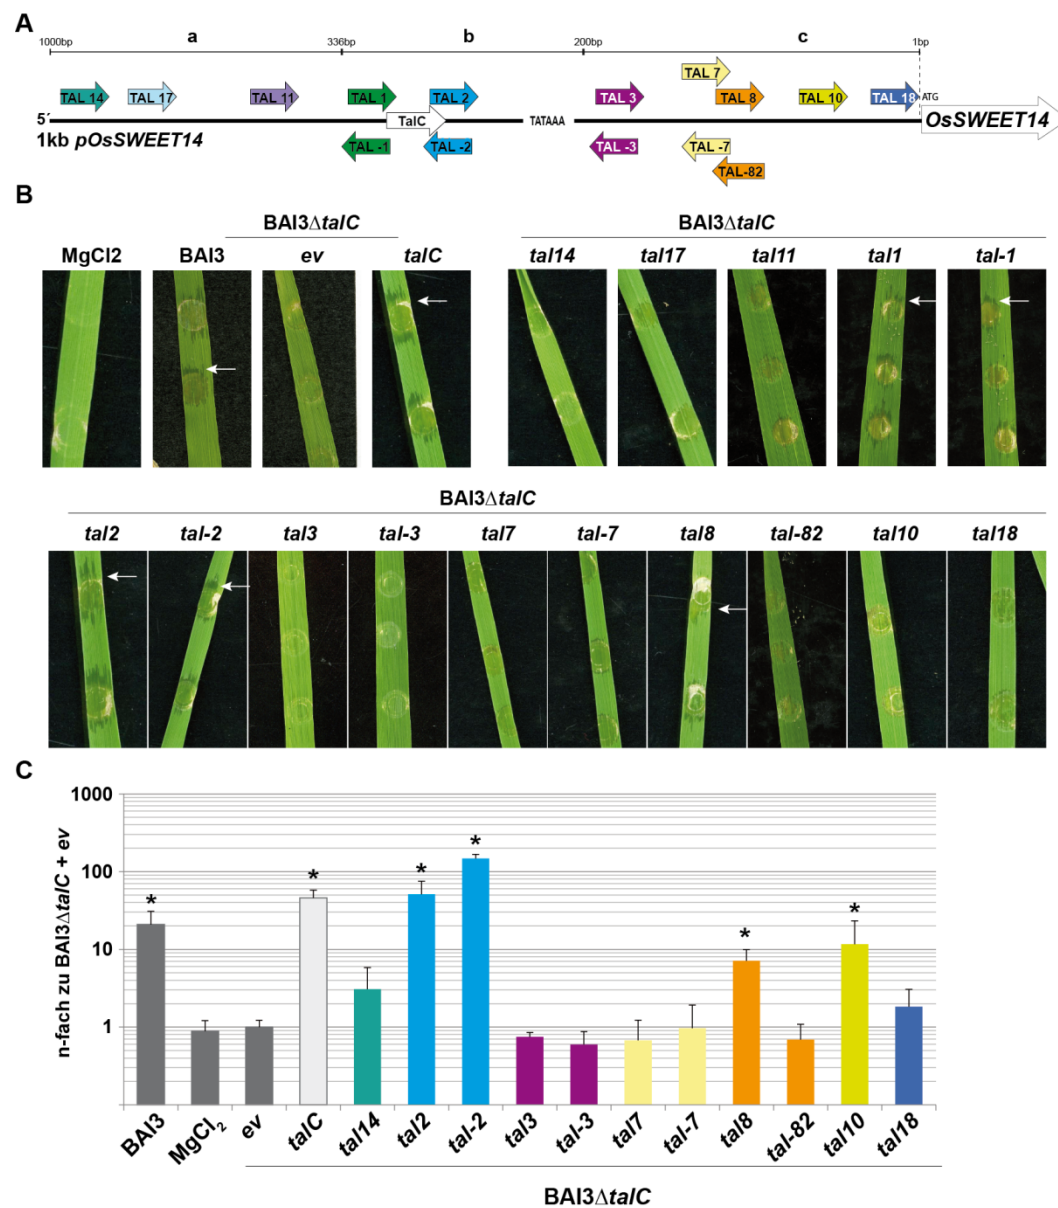 A
1000bp a 336bp b 200bp c 1bp
TAL 7
TAL 14 TAL 17 TAL 11 TAL 1 TAL 2 TAL 3 TAL 8 TAL 10 TAL 18 ATG
5´ TalC TATAAA OsSWEET14
1kb pOsSWEET14
TAL -1 TAL -2 TAL -3 TAL -7
TAL-82
B
BAI3ΔtalC BAI3ΔtalC
MgCl2 BAI3 ev talC tal14 tal17 tal11 tal1 tal-1
BAI3ΔtalC
tal2 tal-2 tal3 tal-3 tal7 tal-7 tal8 tal-82 tal10 tal18
C
n-fach zu BAI3ΔtalC + ev
1000
100
10
1
* * * * * *
BAI3 MgCl₂ ev talC tal14 tal2 tal-2 tal3 tal-3 tal7 tal-7 tal8 tal-82 tal10 tal18
BAI3ΔtalC